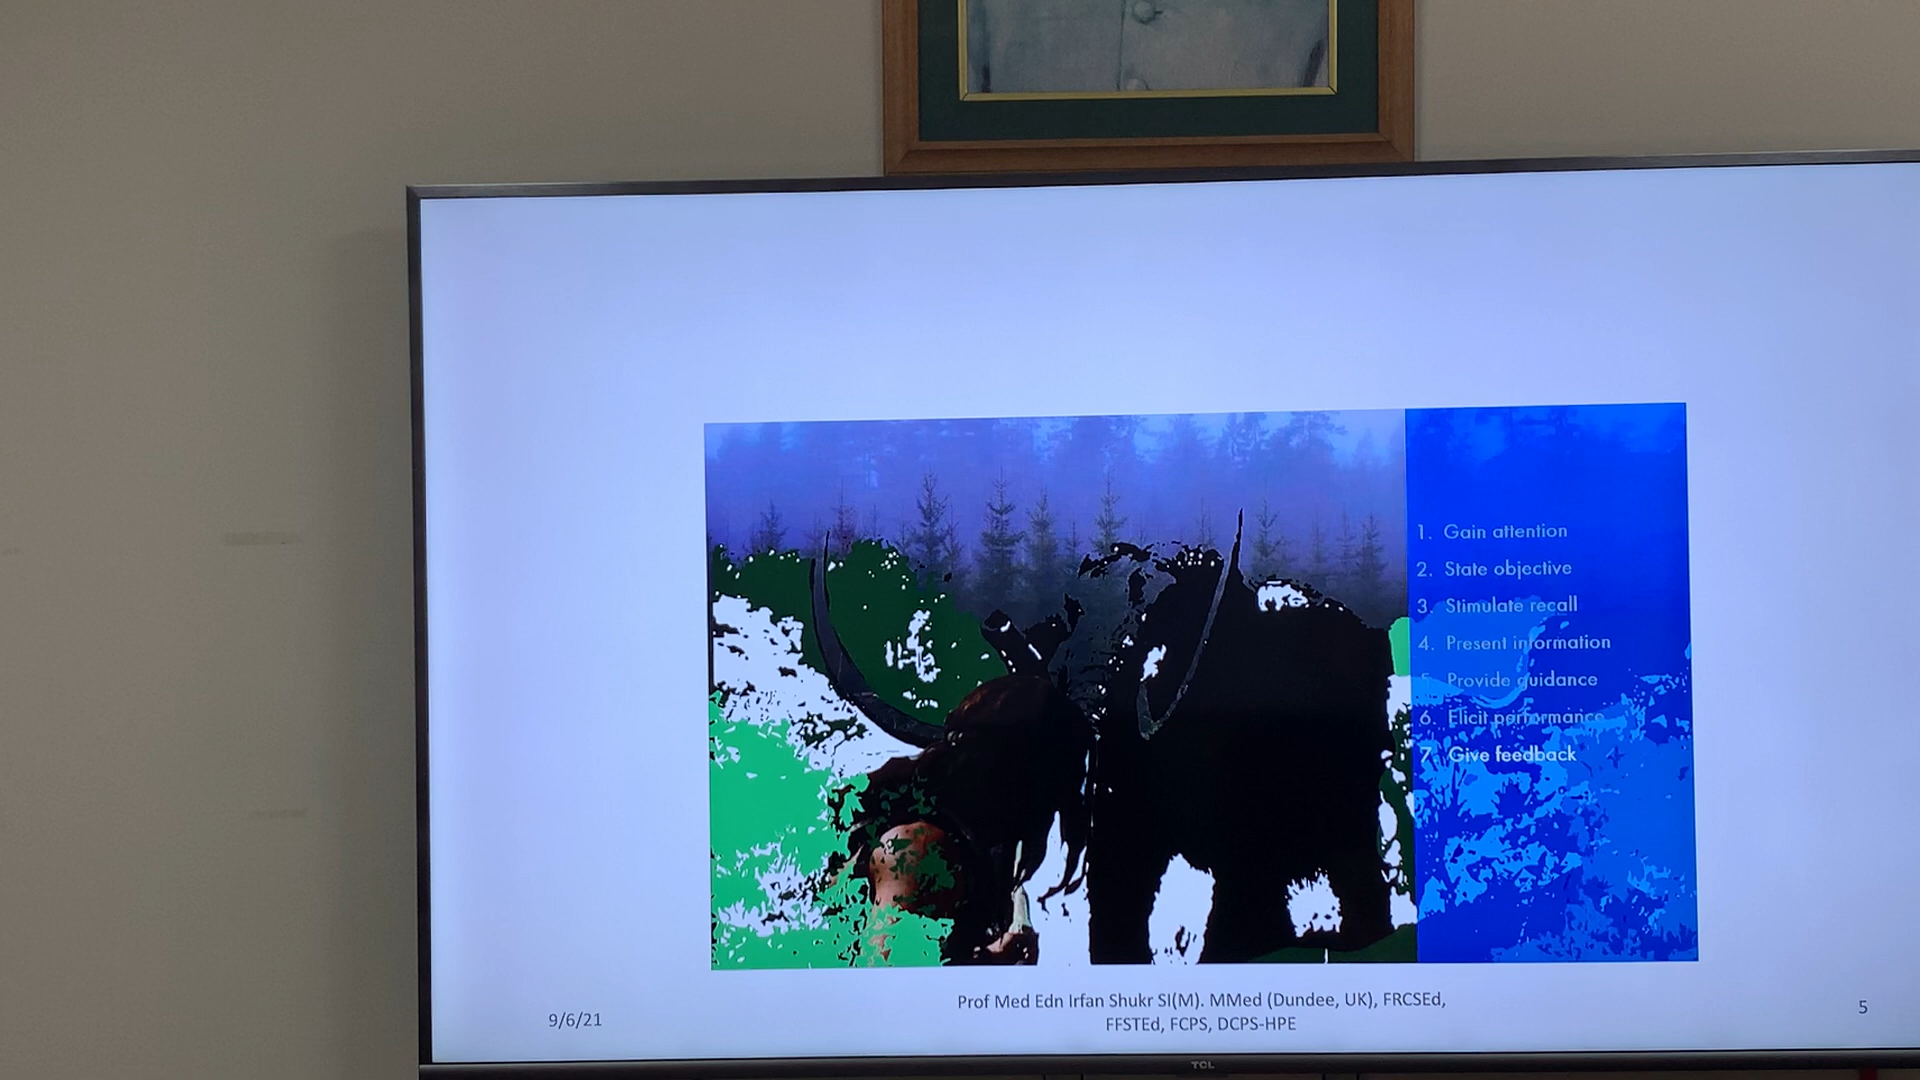 1. Gain attention
2. State objective
3. Stimulate recall
4. Present information
5. Provide guidance
6. Elicit performance
7. Give feedback
9/6/21
Prof Med Edn Irfan Shukr SI(M). MMed (Dundee, UK), FRCSEd,
FFSTEd, FCPS, DCPS-HPE
5
TCL